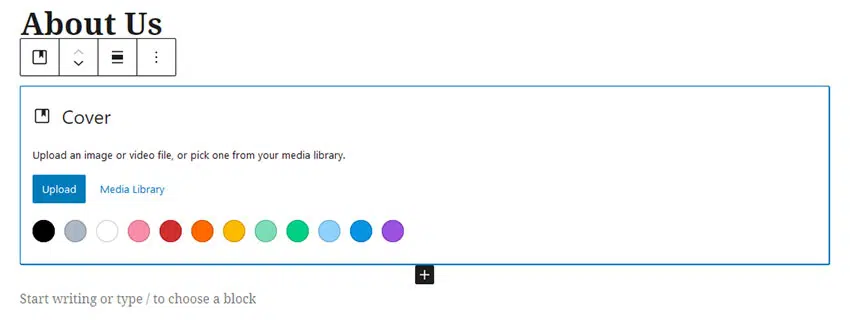 About Us
Cover
Upload an image or video file, or pick one from your media library.
Upload Media Library
Start writing or type / to choose a block